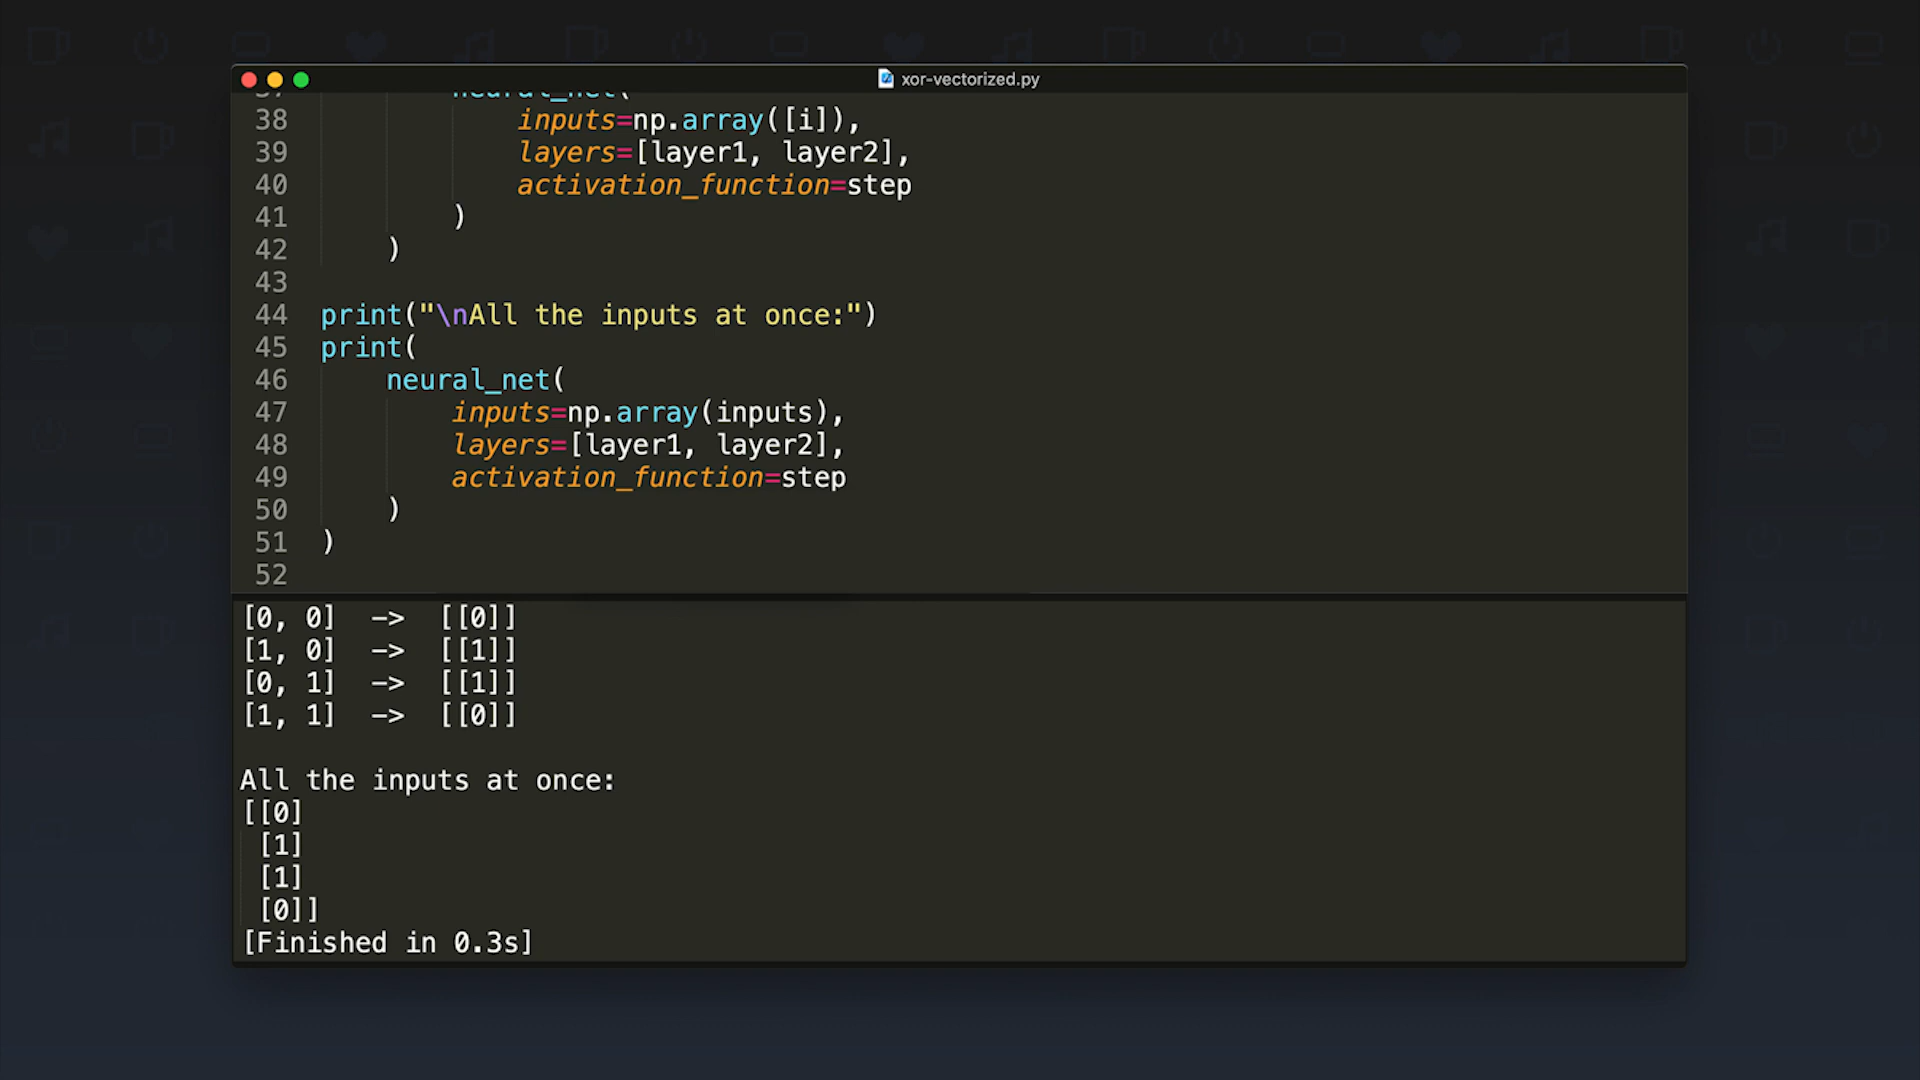 xor-vectorized.py
37 neural_net(
38 inputs=np.array([i]),
39 layers=[layer1, layer2],
40 activation_function=step
41 )
42 )
43
44 print("\nAll the inputs at once:")
45 print(
46 neural_net(
47 inputs=np.array(inputs),
48 layers=[layer1, layer2],
49 activation_function=step
50 )
51 )
52
[0, 0] -> [[0]]
[1, 0] -> [[1]]
[0, 1] -> [[1]]
[1, 1] -> [[0]]
All the inputs at once:
[[0]
[1]
[1]
[0]]
[Finished in 0.3s]